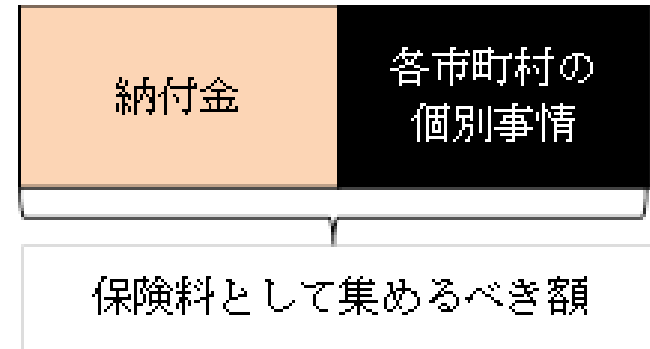 納付金
各市町村の
個別事情
保険料として集めるべき額